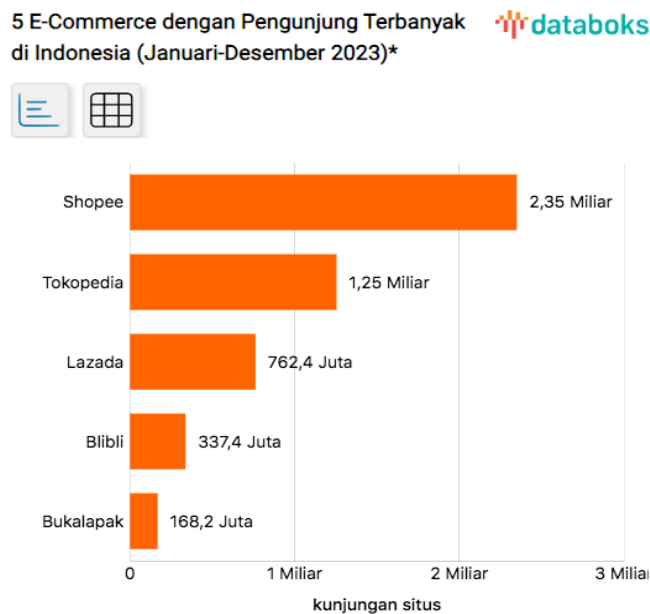 5 E-Commerce dengan Pengunjung Terbanyak
di Indonesia (Januari-Desember 2023)*
databoks
Shopee
2,35 Miliar
Tokopedia
1,25 Miliar
Lazada
762,4 Juta
Blibli
337,4 Juta
Bukalapak
168,2 Juta
0
1 Miliar
2 Miliar
3 Miliar
kunjungan situs